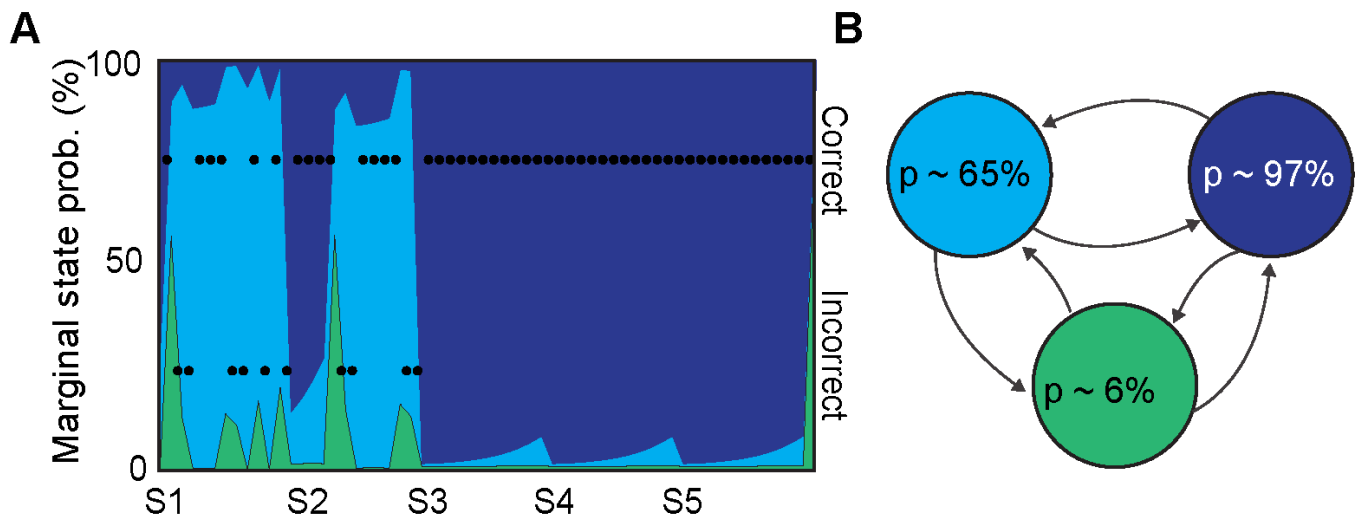 A
B
Marginal state prob. (%)
100
50
0
Correct
Incorrect
S1
S2
S3
S4
S5
p ~ 65%
p ~ 97%
p ~ 6%